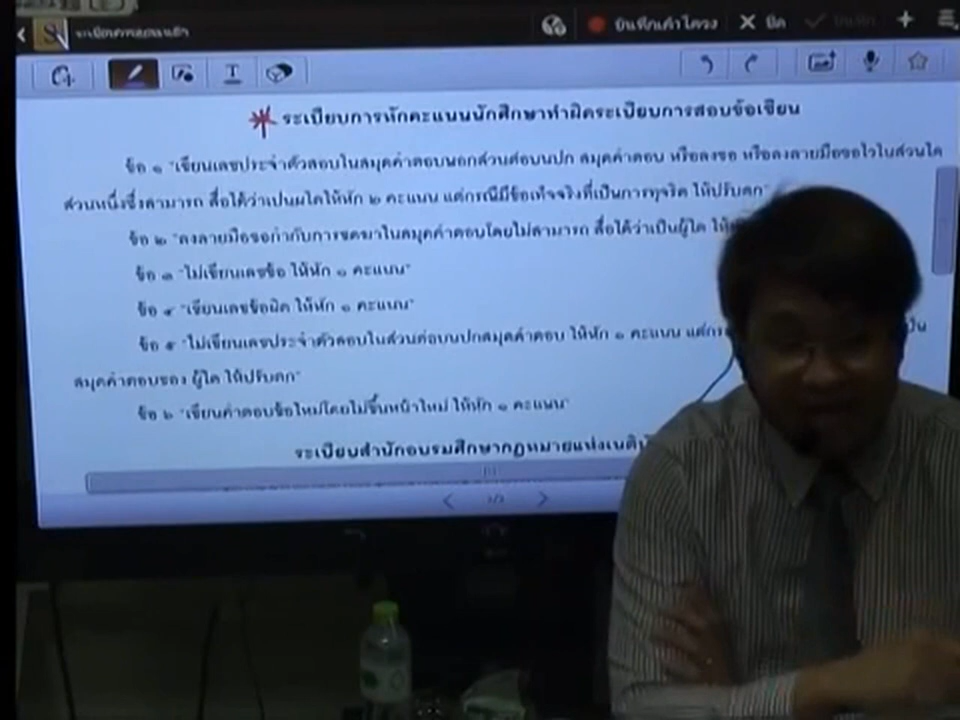 บันทึกเค้าโครง ปิด บันทึก
ระเบียบการหักคะแนนนักศึกษาทำผิดระเบียบการสอบข้อเขียน
ข้อ ๑ "เขียนเลขประจำตัวสอบในสมุดคำตอบนอกส่วนต่อบนปก สมุดคำตอบ หรือลงชื่อ หรือลงลายมือชื่อไว้ในส่วนใด
ส่วนหนึ่งซึ่งสามารถ สื่อได้ว่าเป็นผู้ใดให้หัก ๒ คะแนน แต่กรณีมีข้อเท็จจริงที่เป็นการทุจริต ให้ปรับตก"
ข้อ ๒ "ลงลายมือชื่อกำกับการขีดฆ่าในสมุดคำตอบโดยไม่สามารถ สื่อได้ว่าเป็นผู้ใด
ข้อ ๓ "ไม่เขียนเลขข้อ ให้หัก ๑ คะแนน"
ข้อ ๔ "เขียนเลขข้อผิด ให้หัก ๑ คะแนน"
ข้อ ๕ "ไม่เขียนเลขประจำตัวสอบในส่วนต่อบนปกสมุดคำตอบ ให้หัก ๑ คะแนน
สมุดคำตอบของ ผู้ใด ให้ปรับตก"
ข้อ ๖ "เขียนคำตอบข้อใหม่โดยไม่ขึ้นหน้าใหม่ ให้หัก ๑ คะแนน"
ระเบียบสำนักอบรมศึกษากฎหมายแห่ง